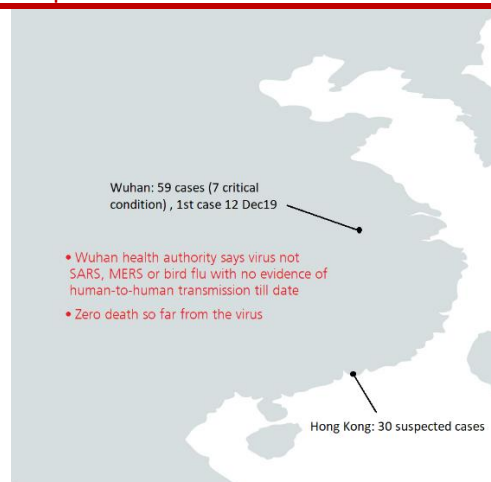 Wuhan: 59 cases (7 critical
condition) , 1st case 12 Dec19
• Wuhan health authority says virus not
SARS, MERS or bird flu with no evidence of
human-to-human transmission till date
• Zero death so far from the virus
Hong Kong: 30 suspected cases